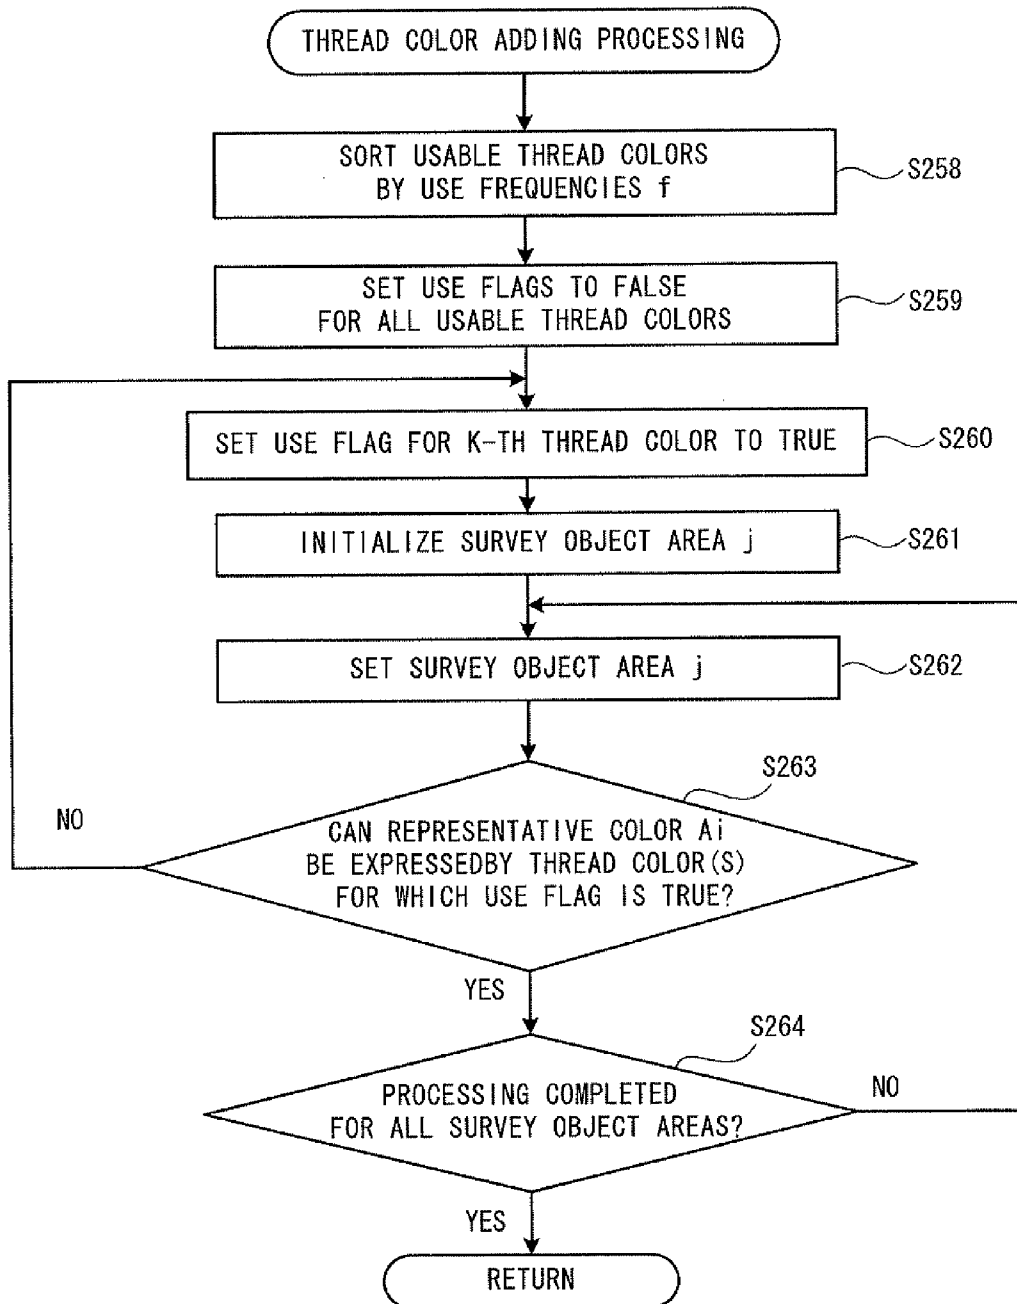 THREAD COLOR ADDING PROCESSING
SORT USABLE THREAD COLORS
BY USE FREQUENCIES f
S258
SET USE FLAGS TO FALSE
FOR ALL USABLE THREAD COLORS
S259
SET USE FLAG FOR K-TH THREAD COLOR TO TRUE
S260
INITIALIZE SURVEY OBJECT AREA j
S261
SET SURVEY OBJECT AREA j
S262
S263
NO
CAN REPRESENTATIVE COLOR Ai
BE EXPRESSEDBY THREAD COLOR(S)
FOR WHICH USE FLAG IS TRUE?
YES
S264
PROCESSING COMPLETED
FOR ALL SURVEY OBJECT AREAS?
NO
YES
RETURN